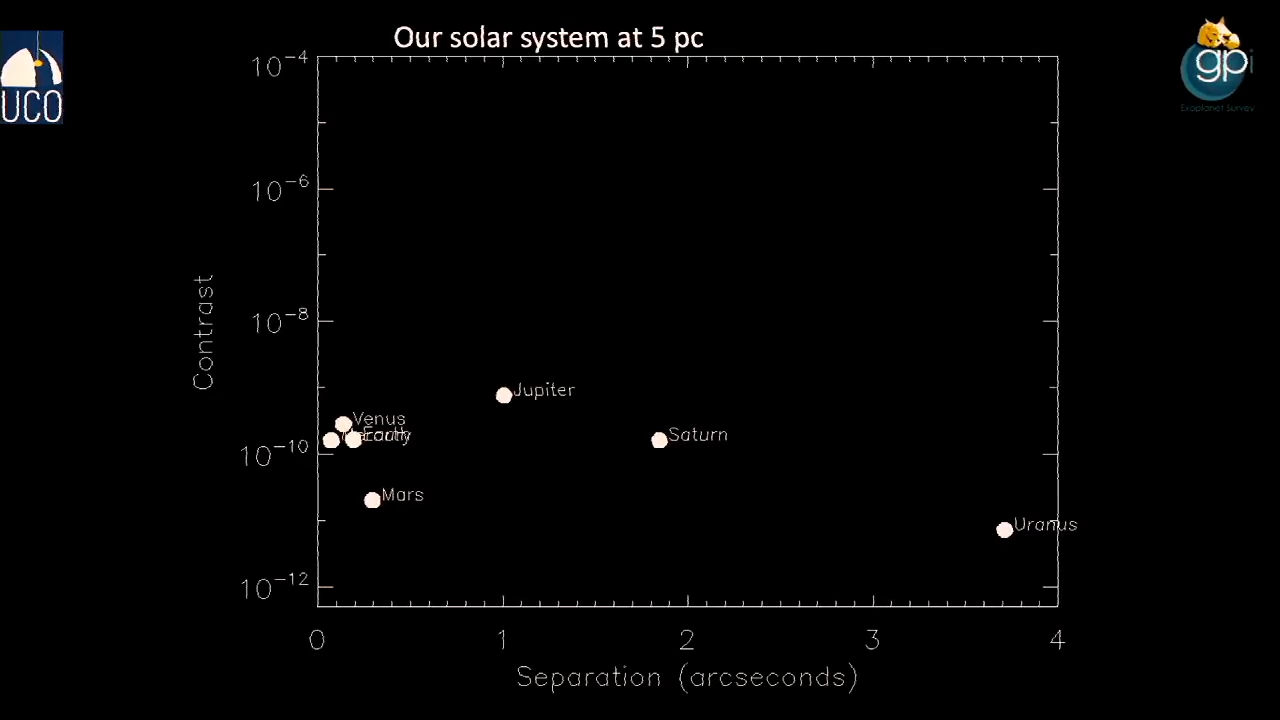 Our solar system at 5 pc
UCO
gpi
Exoplanet Survey
10⁻⁴
10⁻⁶
10⁻⁸
10⁻¹⁰
10⁻¹²
Contrast
Jupiter
Venus
Mercury
Earth
Saturn
Mars
Uranus
0 1 2 3 4
Separation (arcseconds)